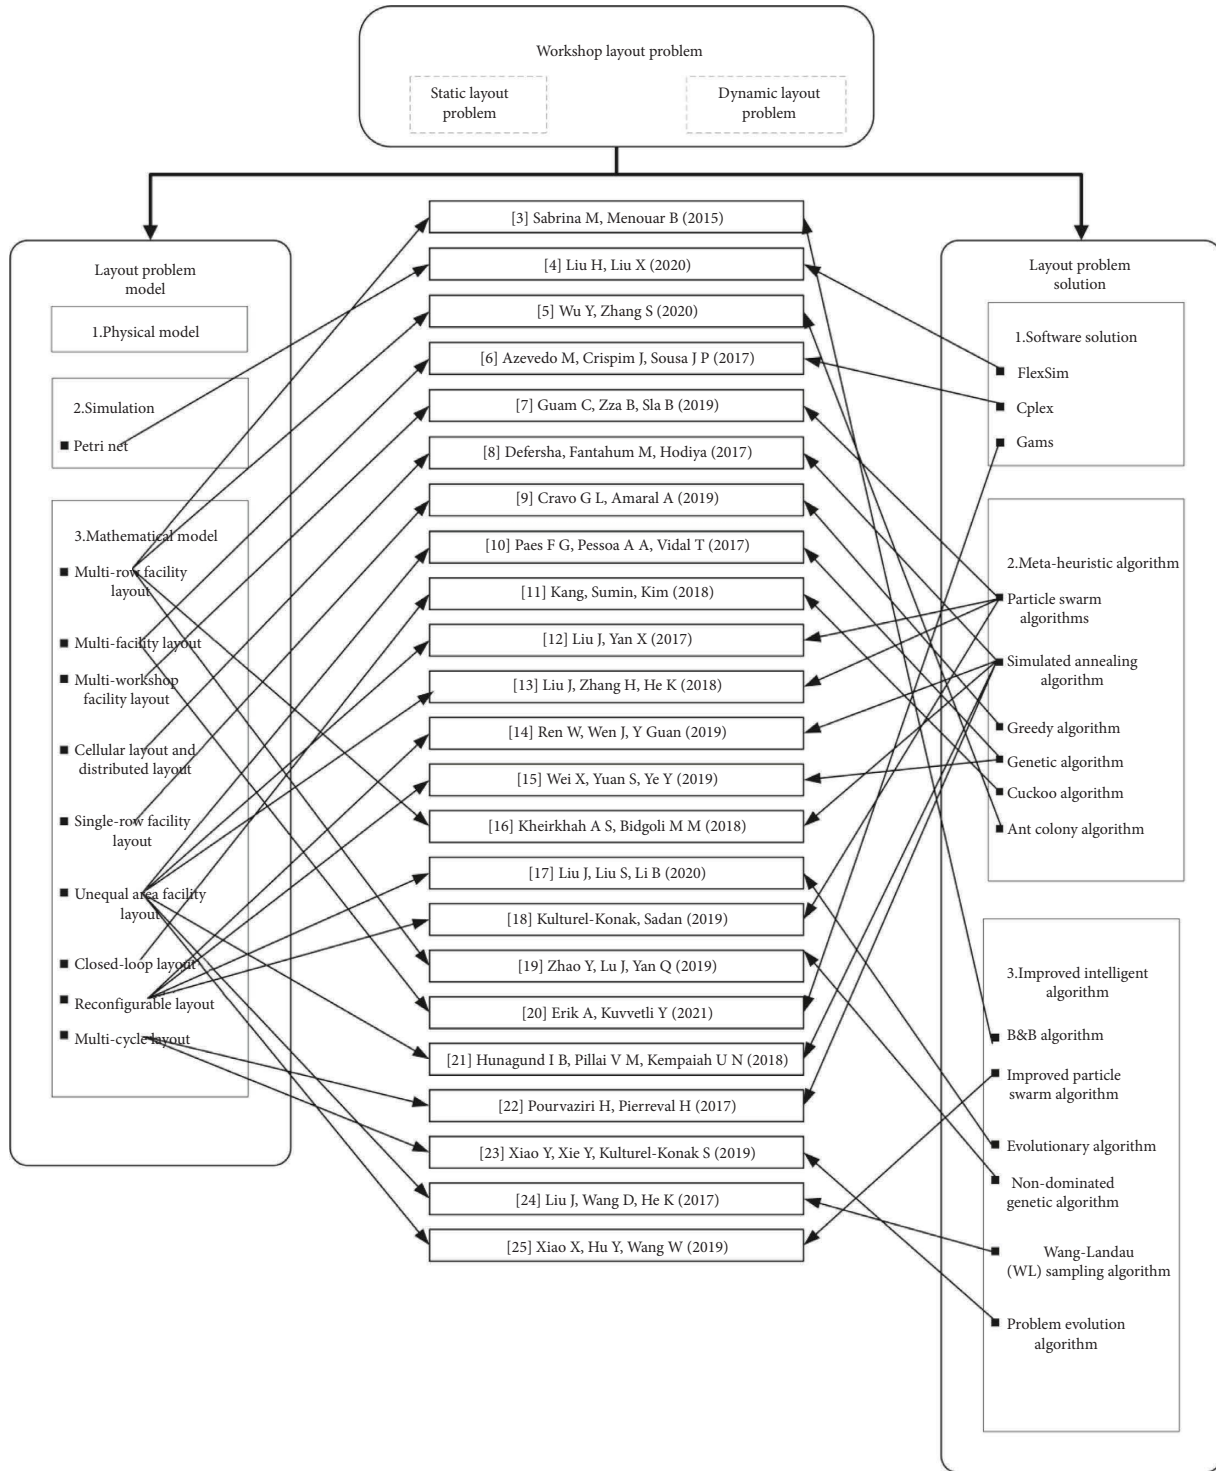 Workshop layout problem
Static layout
problem
Dynamic layout
problem
Layout problem
model
1.Physical model
2.Simulation
Petri net
3.Mathematical model
Multi-row facility
layout
Multi-facility layout
Multi-workshop
facility layout
Cellular layout and
distributed layout
Single-row facility
layout
Unequal area facility
layout
Closed-loop layout
Reconfigurable layout
Multi-cycle layout
[3] Sabrina M, Menouar B (2015)
[4] Liu H, Liu X (2020)
[5] Wu Y, Zhang S (2020)
[6] Azevedo M, Crispim J, Sousa J P (2017)
[7] Guam C, Zza B, Sla B (2019)
[8] Defersha, Fantahum M, Hodiya (2017)
[9] Cravo G L, Amaral A (2019)
[10] Paes F G, Pessoa A A, Vidal T (2017)
[11] Kang, Sumin, Kim (2018)
[12] Liu J, Yan X (2017)
[13] Liu J, Zhang H, He K (2018)
[14] Ren W, Wen J, Y Guan (2019)
[15] Wei X, Yuan S, Ye Y (2019)
[16] Kheirkhah A S, Bidgoli M M (2018)
[17] Liu J, Liu S, Li B (2020)
[18] Kulturel-Konak, Sadan (2019)
[19] Zhao Y, Lu J, Yan Q (2019)
[20] Erik A, Kuvvetli Y (2021)
[21] Hunagund I B, Pillai V M, Kempaiah U N (2018)
[22] Pourvaziri H, Pierreval H (2017)
[23] Xiao Y, Xie Y, Kulturel-Konak S (2019)
[24] Liu J, Wang D, He K (2017)
[25] Xiao X, Hu Y, Wang W (2019)
Layout problem
solution
1.Software solution
FlexSim
Cplex
Gams
2.Meta-heuristic algorithm
Particle swarm
algorithms
Simulated annealing
algorithm
Greedy algorithm
Genetic algorithm
Cuckoo algorithm
Ant colony algorithm
3.Improved intelligent
algorithm
B&B algorithm
Improved particle
swarm algorithm
Evolutionary algorithm
Non-dominated
genetic algorithm
Wang-Landau
(WL) sampling algorithm
Problem evolution
algorithm